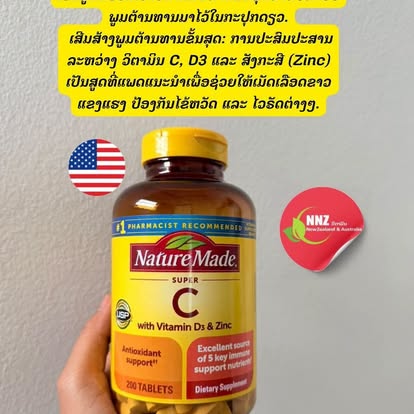 ພູມຕ້ານທານມາໄວ້ໃນກະປຸກດຽວ.
ເສີມສ້າງພູມຕ້ານທານຂັ້ນສຸດ: ການປະສົມປະສານ
ລະຫວ່າງ ວິຕາມິນ C, D3 ແລະ ສັງກະສີ (Zinc)
ເປັນສູດທີ່ແພດແນະນຳເພື່ອຊ່ວຍໃຫ້ເມັດເລືອດຂາວ
ແຂງແຮງ ປ້ອງກັນໄຂ້ຫວັດ ແລະ ໄວຣັດຕ່າງໆ.
NNZ
NewZealand & Australia
#1 PHARMACIST RECOMMENDED
Nature Made
SUPER
C
with Vitamin D3 & Zinc
USP
Antioxidant
support
Excellent source
of 5 key immune
support nutrients
200 TABLETS
Dietary Supplement